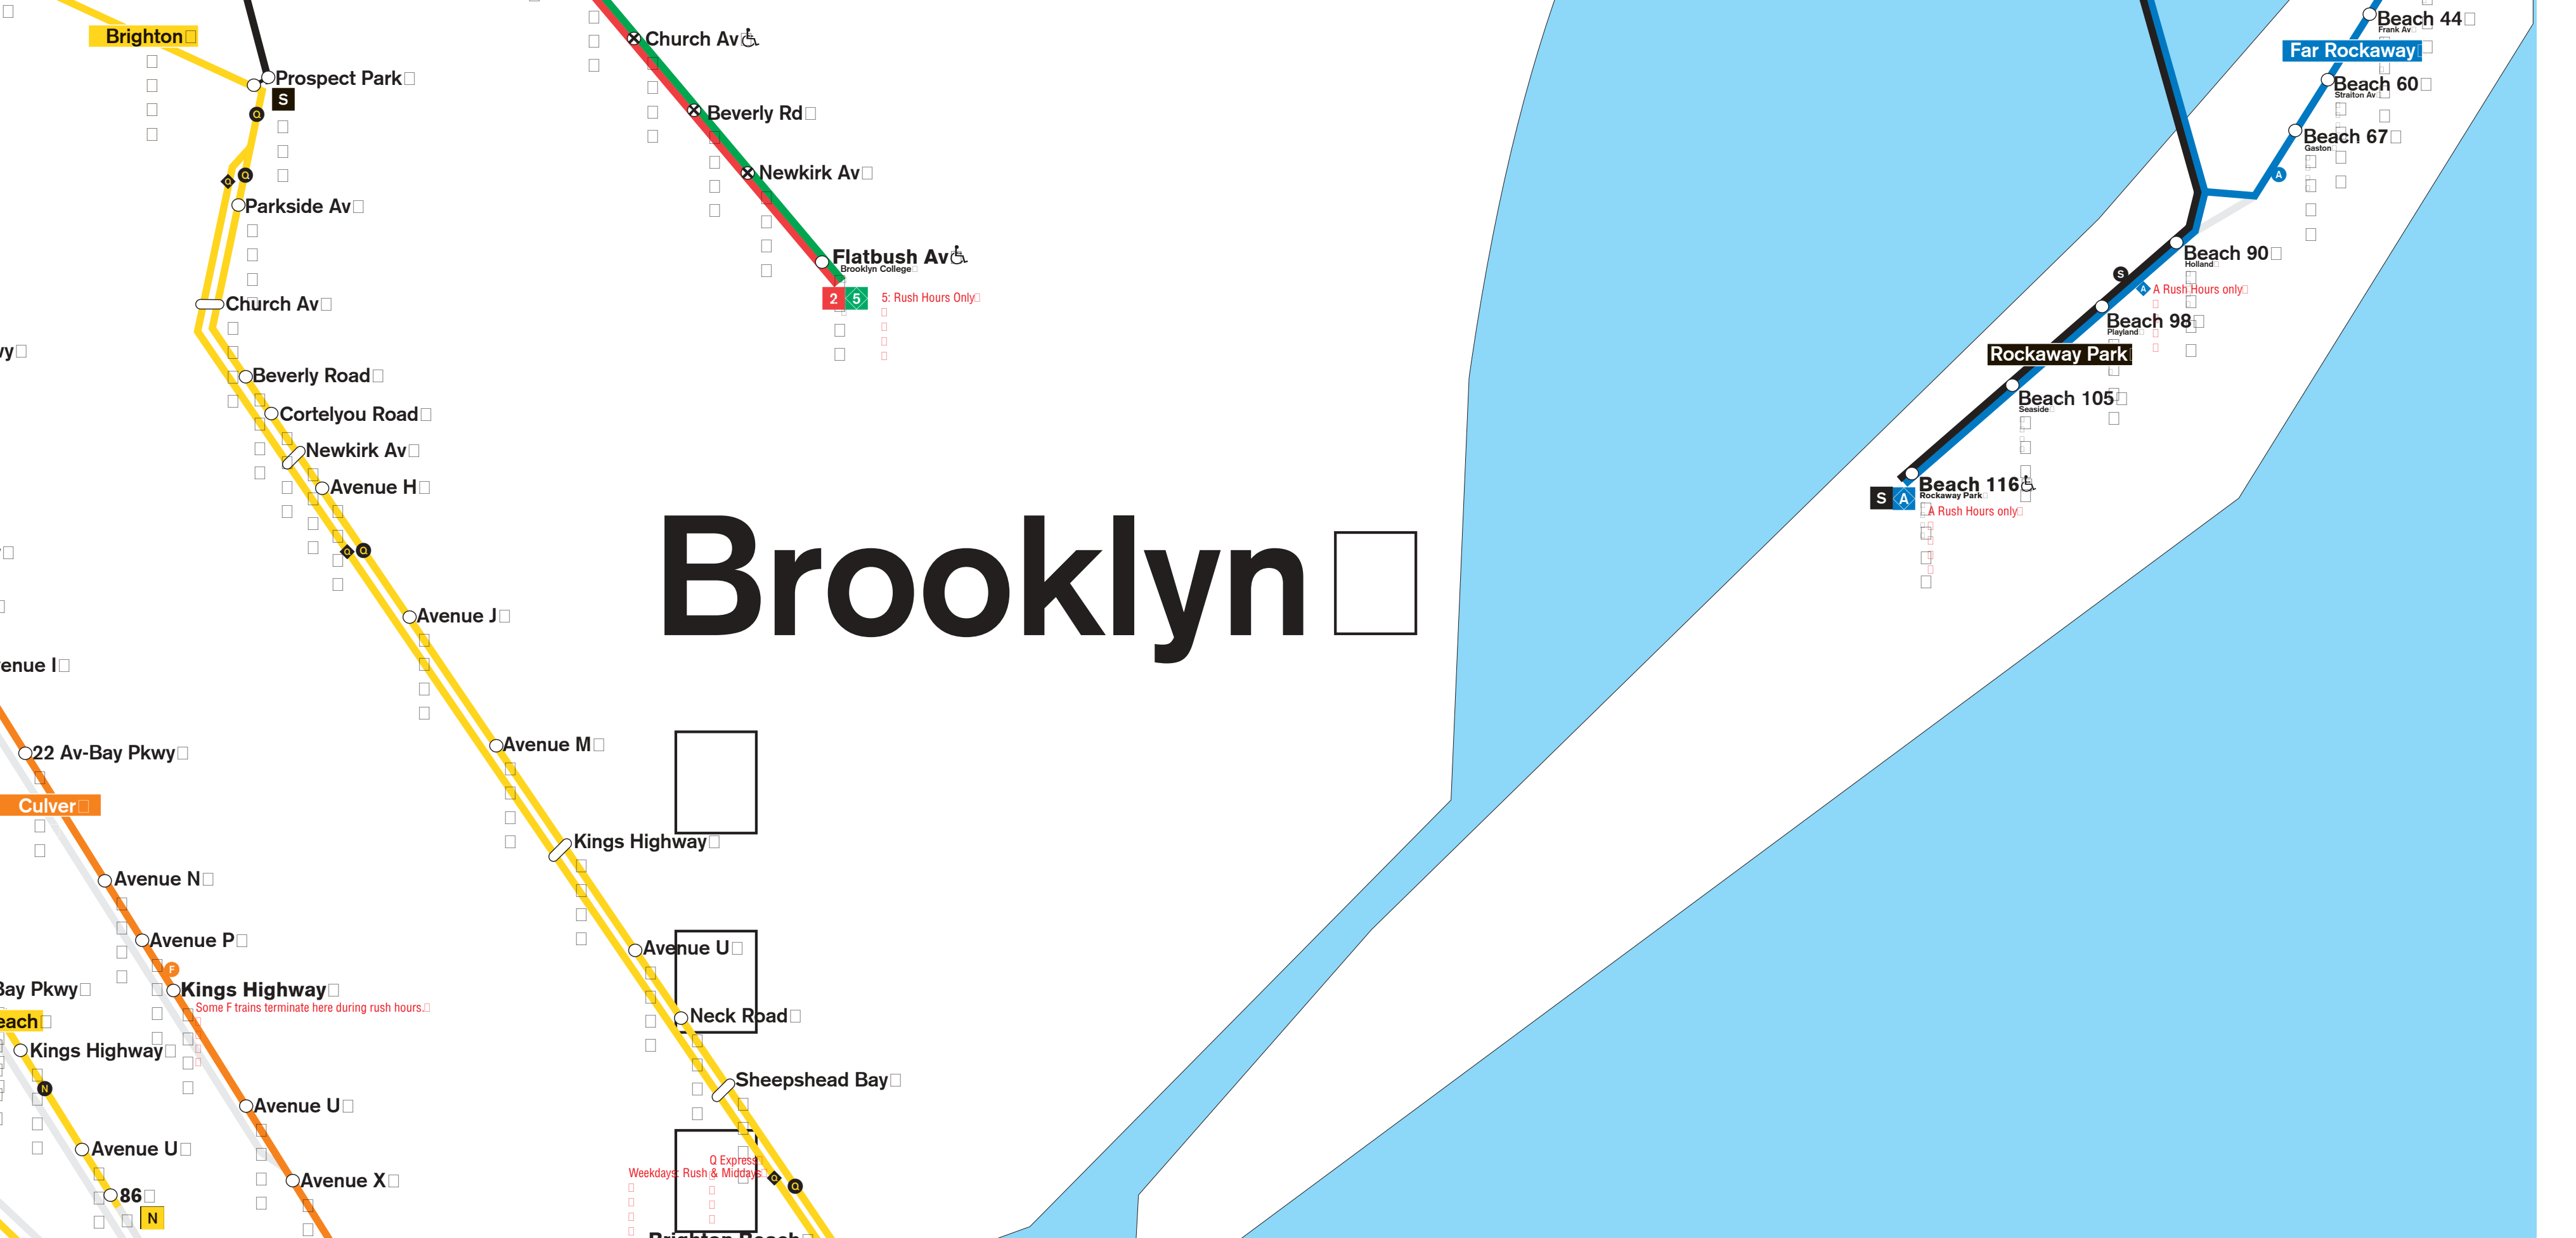 Brighton
Prospect Park
S
Q
Q
Q
Parkside Av
Church Av
Beverly Road
Cortelyou Road
Newkirk Av
Avenue H
Q
Q
Avenue J
Avenue M
Kings Highway
Avenue U
Neck Road
Sheepshead Bay
Q Express
Weekdays: Rush & Middays
Q
Q
Brighton Beach
Church Av
Beverly Rd
Newkirk Av
Flatbush Av
Brooklyn College
2
5
5: Rush Hours Only
Brooklyn
enue I
22 Av-Bay Pkwy
Culver
Avenue N
Avenue P
F
Kings Highway
Some F trains terminate here during rush hours.
Avenue U
Avenue X
Bay Pkwy
each
Kings Highway
N
Avenue U
86
N
Beach 44
Frank Av
Far Rockaway
Beach 60
Straiton Av
Beach 67
Gaston
A
Beach 90
Holland
S
A
A Rush Hours only
Beach 98
Playland
Rockaway Park
Beach 105
Seaside
Beach 116
Rockaway Park
S
A
A Rush Hours only